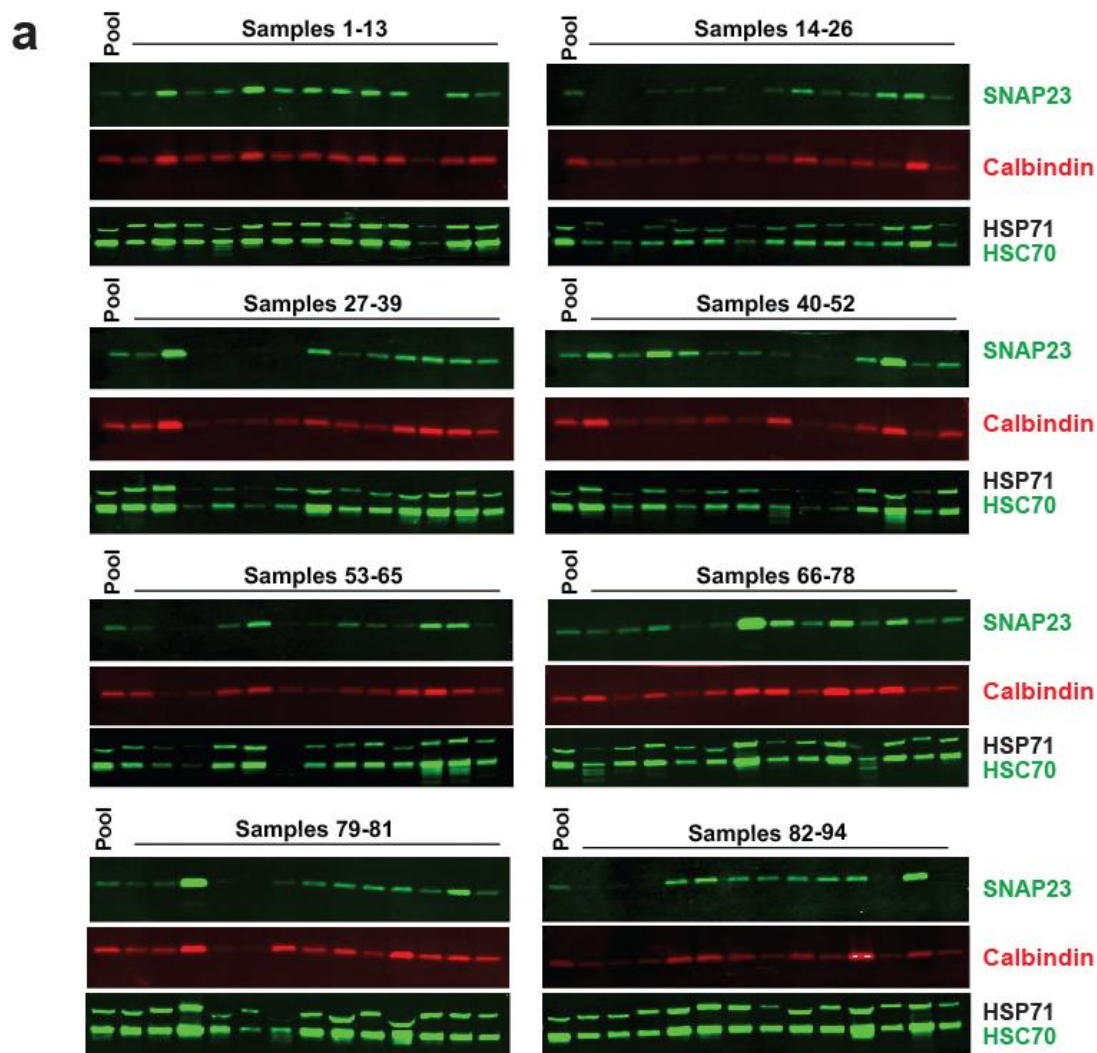 a
Pool
Samples 1-13
Pool
Samples 14-26
SNAP23
Calbindin
HSP71
HSC70
Pool
Samples 27-39
Pool
Samples 40-52
SNAP23
Calbindin
HSP71
HSC70
Pool
Samples 53-65
Pool
Samples 66-78
SNAP23
Calbindin
HSP71
HSC70
Pool
Samples 79-81
Pool
Samples 82-94
SNAP23
Calbindin
HSP71
HSC70